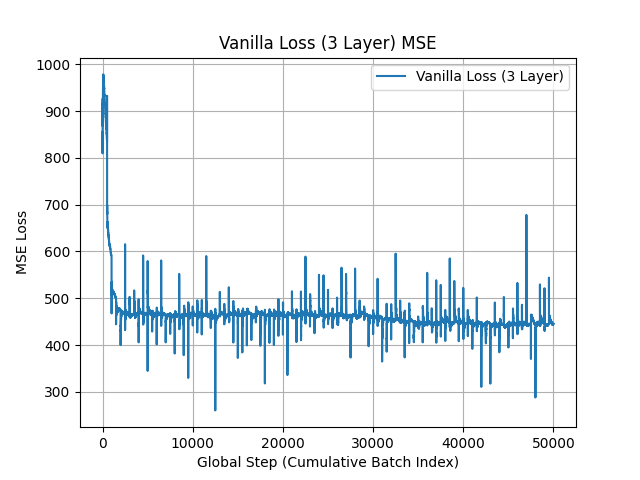 Vanilla Loss (3 Layer) MSE
Vanilla Loss (3 Layer)
MSE Loss
1000
900
800
700
600
500
400
300
0 10000 20000 30000 40000 50000
Global Step (Cumulative Batch Index)